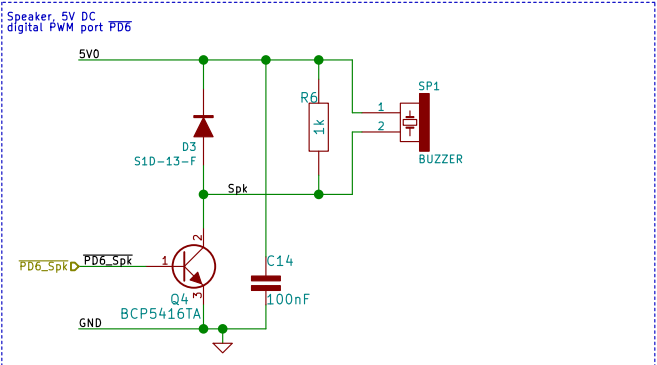 Speaker, 5V DC
digital PWM port PD6
5V0
SP1
R6
1
1k
2
D3
S1D-13-F
BUZZER
Spk
2
PD6_Spk
PD6_Spk
1
C14
3
Q4
100nF
BCP5416TA
GND